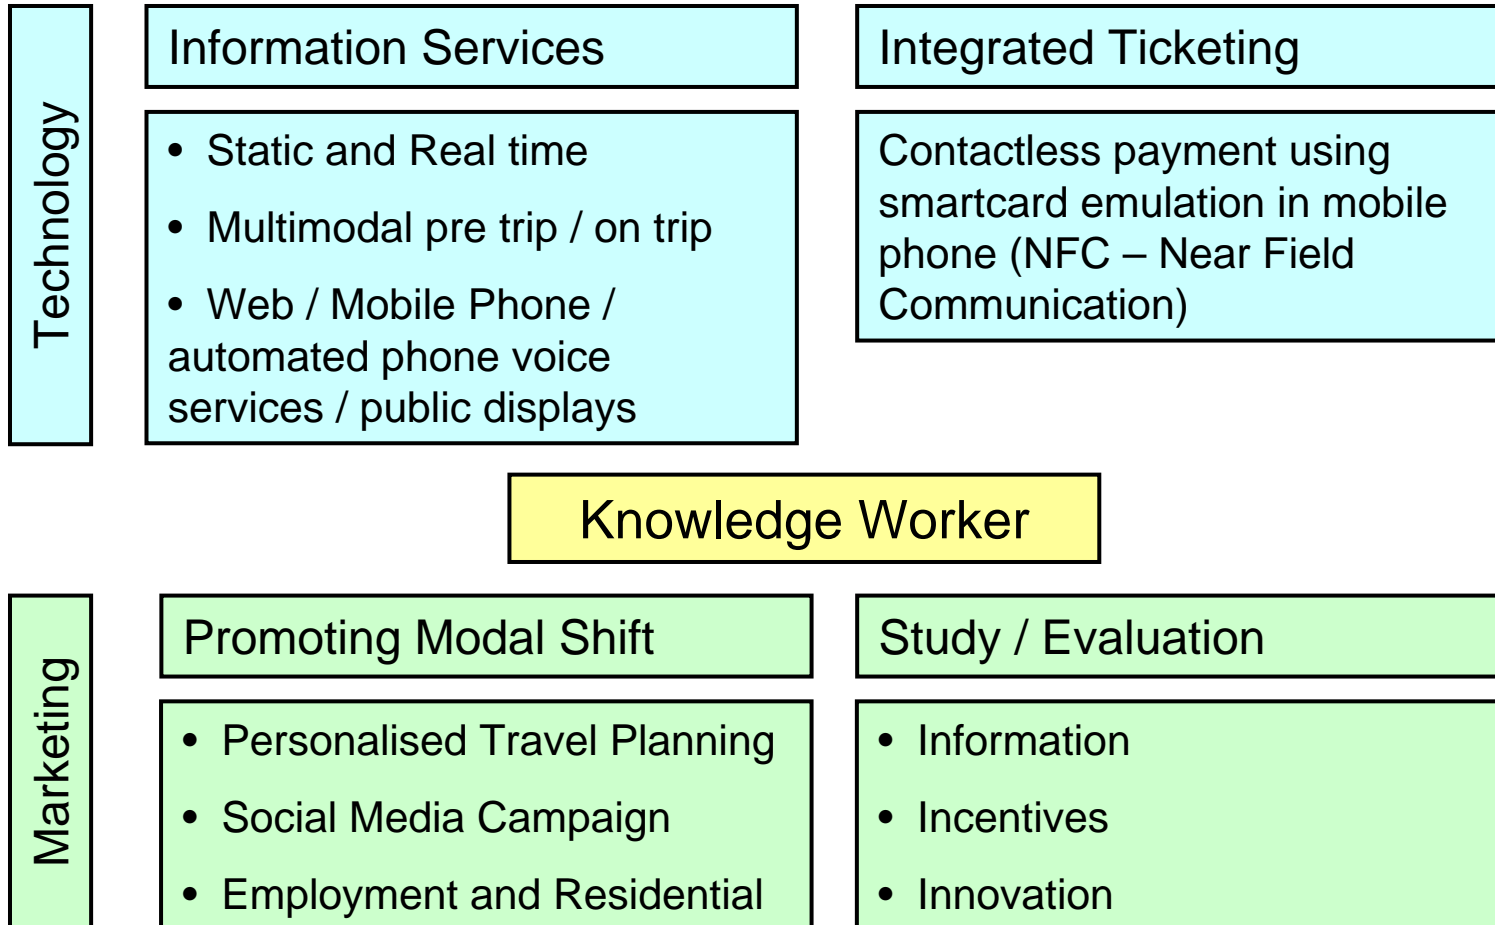 Technology
Information Services
• Static and Real time
• Multimodal pre trip / on trip
• Web / Mobile Phone /
automated phone voice
services / public displays
Integrated Ticketing
Contactless payment using
smartcard emulation in mobile
phone (NFC – Near Field
Communication)
Knowledge Worker
Marketing
Promoting Modal Shift
• Personalised Travel Planning
• Social Media Campaign
• Employment and Residential
Study / Evaluation
• Information
• Incentives
• Innovation